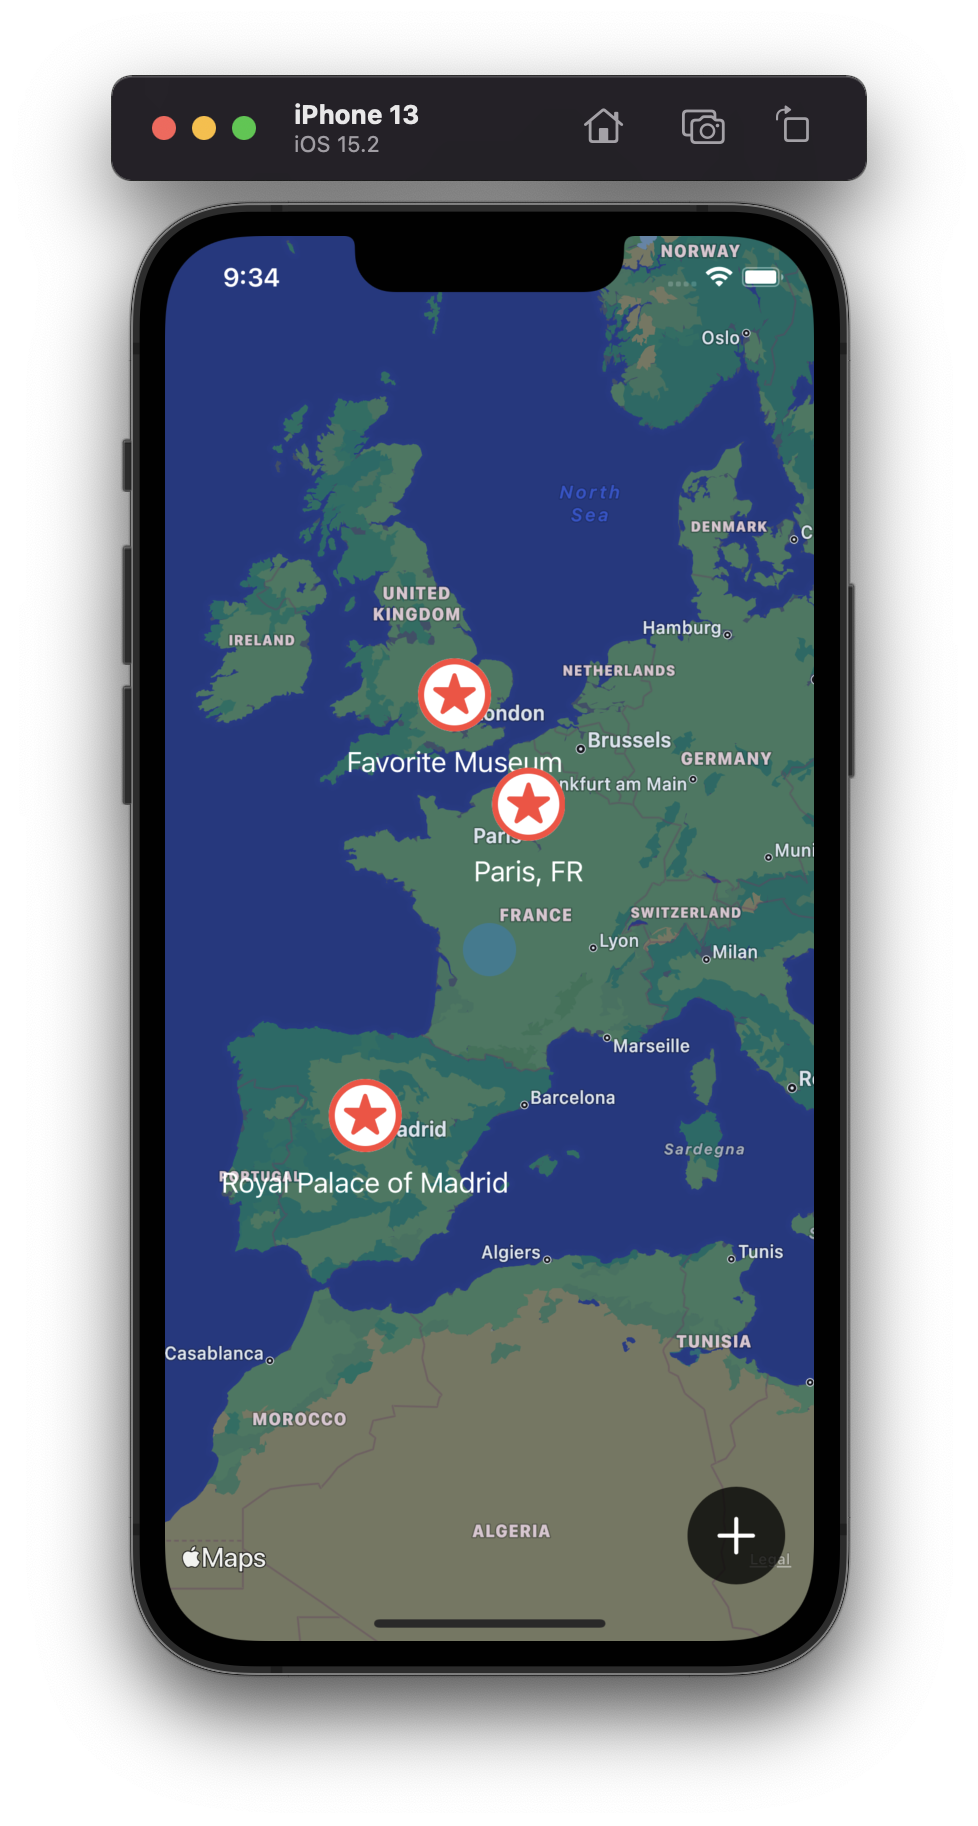 iPhone 13
iOS 15.2
9:34
NORWAY
Oslo
North
Sea
DENMARK
C
UNITED
KINGDOM
IRELAND
Hamburg
NETHERLANDS
ondon
Brussels
Favorite Museum
GERMANY
nkfurt am Main
Paris
Muni
Paris, FR
FRANCE
SWITZERLAND
Lyon
Milan
Marseille
Ro
Barcelona
adrid
Sardegna
PORTUGAL
Royal Palace of Madrid
Algiers
Tunis
TUNISIA
Casablanca
MOROCCO
ALGERIA
Maps
Legal